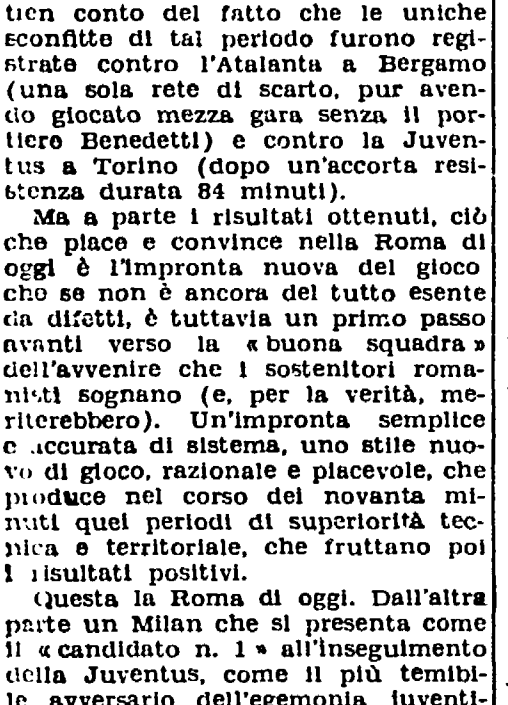 tien conto del fatto che le uniche
sconfitte di tal periodo furono regi-
strate contro l'Atalanta a Bergamo
(una sola rete di scarto, pur aven-
do giocato mezza gara senza il por-
tiere Benedetti) e contro la Juven-
tus a Torino (dopo un'accorta resi-
stenza durata 84 minuti).
Ma a parte i risultati ottenuti, ciò
che piace e convince nella Roma di
oggi è l'impronta nuova del gioco
che se non è ancora del tutto esente
da difetti, è tuttavia un primo passo
avanti verso la « buona squadra »
dell'avvenire che i sostenitori roma-
nisti sognano (e, per la verità, me-
riterebbero). Un'impronta semplice
e accurata di sistema, uno stile nuo-
vo di gioco, razionale e piacevole, che
produce nel corso dei novanta mi-
nuti quei periodi di superiorità tec-
nica e territoriale, che fruttano poi
i risultati positivi.
Questa la Roma di oggi. Dall'altra
parte un Milan che si presenta come
il « candidato n. 1 » all'inseguimento
della Juventus, come il più temibi-
le avversario dell'egemonia iuventi-